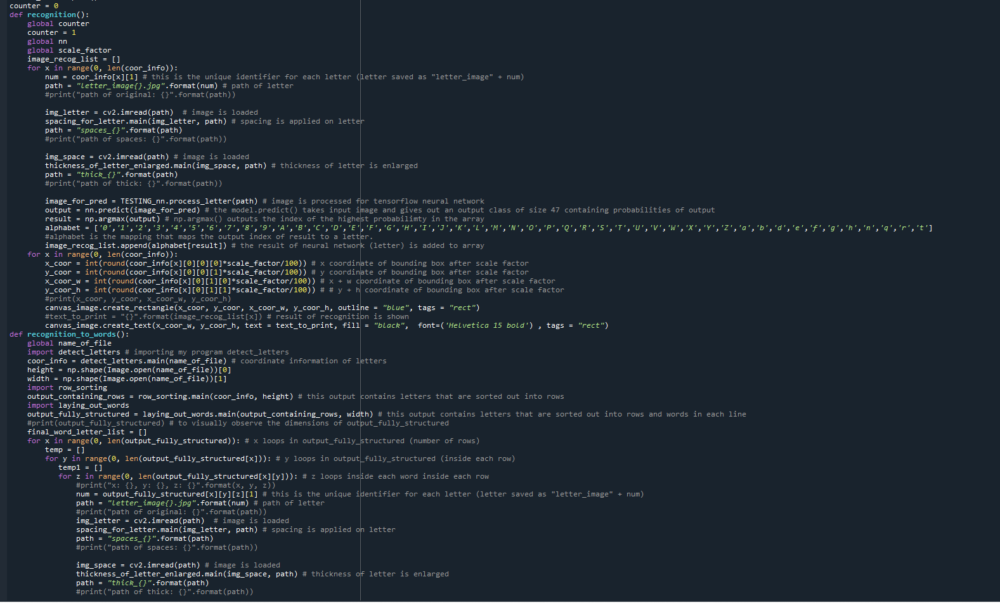 counter = 0
def recognition():
    global counter
    counter = 1
    global nn
    global scale_factor
    image_recog_list = []
    for x in range(0, len(coor_info)):
        num = coor_info[x][1] # this is the unique identifier for each letter (letter saved as "letter_image" + num)
        path = "letter_image{}.jpg".format(num) # path of letter
        #print("path of original: {}".format(path))

        img_letter = cv2.imread(path)  # image is loaded
        spacing_for_letter.main(img_letter, path) # spacing is applied on letter
        path = "spaces_{}".format(path)
        #print("path of spaces: {}".format(path))

        img_space = cv2.imread(path) # image is loaded
        thickness_of_letter_enlarged.main(img_space, path) # thickness of letter is enlarged
        path = "thick_{}".format(path)
        #print("path of thick: {}".format(path))

        image_for_pred = TESTING_nn.process_letter(path) # image is processed for tensorflow neural network
        output = nn.predict(image_for_pred) # the model.predict() takes input image and gives out an output class of size 47 containing probabilities of output
        result = np.argmax(output) # np.argmax() outputs the index of the highest probabilimty in the array
        alphabet = ['0','1','2','3','4','5','6','7','8','9','A','B','C','D','E','F','G','H','I','J','K','L','M','N','O','P','Q','R','S','T','U','V','W','X','Y','Z','a','b','d','e','f','g','h','n','q','r','t']
        #alphabet is the mapping that maps the output index of result to a letter.
        image_recog_list.append(alphabet[result]) # the result of neural network (letter) is added to array
    for x in range(0, len(coor_info)):
        x_coor = int(round(coor_info[x][0][0][0]*scale_factor/100)) # x coordinate of bounding box after scale factor
        y_coor = int(round(coor_info[x][0][0][1]*scale_factor/100)) # y coordinate of bounding box after scale factor
        x_coor_w = int(round(coor_info[x][0][1][0]*scale_factor/100)) # x + w coordinate of bounding box after scale factor
        y_coor_h = int(round(coor_info[x][0][1][1]*scale_factor/100)) # # y + h coordinate of bounding box after scale factor
        #print(x_coor, y_coor, x_coor_w, y_coor_h)
        canvas_image.create_rectangle(x_coor, y_coor, x_coor_w, y_coor_h, outline = "blue", tags = "rect")
        #text_to_print = "{}".format(image_recog_list[x]) # result of recognition is shown
        canvas_image.create_text(x_coor_w, y_coor_h, text = text_to_print, fill = "black",  font=('Helvetica 15 bold') , tags = "rect")
def recognition_to_words():
    global name_of_file
    import detect_letters # importing my program detect_letters
    coor_info = detect_letters.main(name_of_file) # coordinate information of letters
    height = np.shape(Image.open(name_of_file))[0]
    width = np.shape(Image.open(name_of_file))[1]
    import row_sorting
    output_containing_rows = row_sorting.main(coor_info, height) # this output contains letters that are sorted out into rows
    import laying_out_words
    output_fully_structured = laying_out_words.main(output_containing_rows, width) # this output contains letters that are sorted out into rows and words in each line
    #print(output_fully_structured) # to visually observe the dimensions of output_fully_structured
    final_word_letter_list = []
    for x in range(0, len(output_fully_structured)): # x loops in output_fully_structured (number of rows)
        temp = []
        for y in range(0, len(output_fully_structured[x])): # y loops in output_fully_structured (inside each row)
           temp1 = []
           for z in range(0, len(output_fully_structured[x][y])): # z loops inside each word inside each row
               #print("x: {}, y: {}, z: {}".format(x, y, z))
               num = output_fully_structured[x][y][z][1] # this is the unique identifier for each letter (letter saved as "letter_image" + num)
               path = "letter_image{}.jpg".format(num) # path of letter
               #print("path of original: {}".format(path))
               img_letter = cv2.imread(path)  # image is loaded
               spacing_for_letter.main(img_letter, path) # spacing is applied on letter
               path = "spaces_{}".format(path)
               #print("path of spaces: {}".format(path))

               img_space = cv2.imread(path) # image is loaded
               thickness_of_letter_enlarged.main(img_space, path) # thickness of letter is enlarged
               path = "thick_{}".format(path)
               #print("path of thick: {}".format(path))